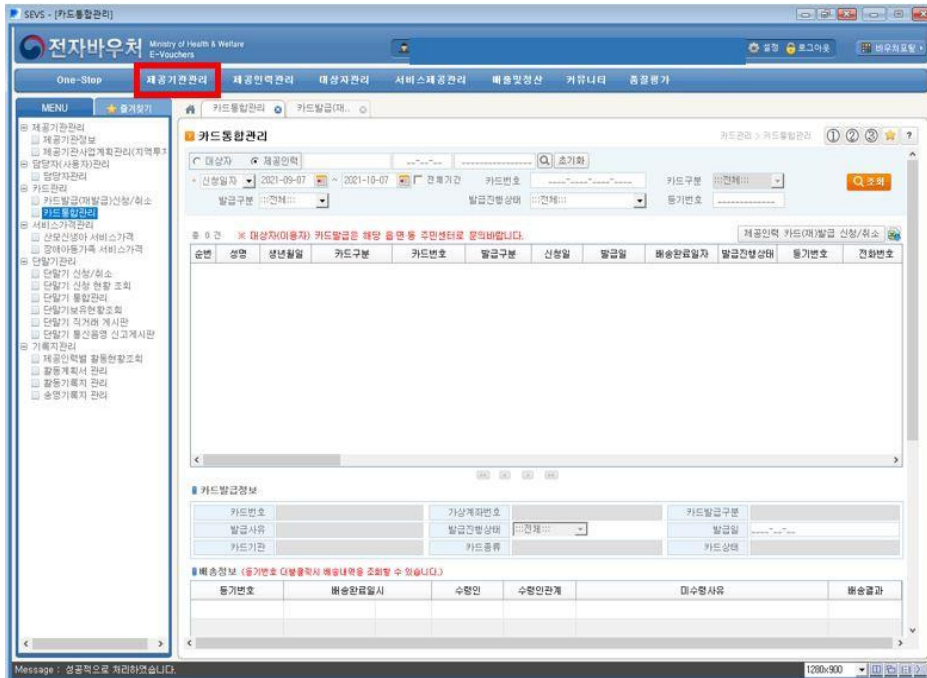 SEVS - [카드통합관리]
전자바우처 Ministry of Health & Welfare E-Vouchers
설정 로그아웃 바우처포탈
One-Stop 제공기관관리 제공인력관리 대상자관리 서비스제공관리 비용및정산 커뮤니티 품질평가
MENU 즐겨찾기
카드통합관리 카드발급(재..
제공기관관리
제공기관정보
제공기관사업계획관리(지역투자
담당자(사용자)관리
담당자관리
카드관리
카드발급(재발급)신청/취소
카드통합관리
서비스가격관리
산모신생아 서비스가격
장애아동가족 서비스가격
단말기관리
단말기 신청/취소
단말기 신청 현황 조회
단말기 통합관리
단말기보유현황조회
단말기 직거래 게시판
단말기 통신음영 신고게시판
기록지관리
제공인력별 활동현황조회
활동계획서 관리
활동기록지 관리
송영기록지 관리
카드통합관리
카드관리 > 카드통합관리 ① ② ③ ?
대상자 제공인력 __-__-__ 초기화
신청일자 2021-09-07 ~ 2021-10-07 전체기간 카드번호 ____-____-____-____ 카드구분 :::전체::: 조회
발급구분 :::전체::: 발급진행상태 :::전체::: 등기번호
총 0 건 ※ 대상자(이용자) 카드발급은 해당 읍면동 주민센터로 문의바랍니다. 제공인력 카드(재)발급 신청/취소
순번 성명 생년월일 카드구분 카드번호 발급구분 신청일 발급일 배송완료일자 발급진행상태 등기번호 전화번호
카드발급정보
카드번호 가상계좌번호 카드발급구분
발급사유 발급진행상태 :::전체::: 발급일 ____-__-__
카드기관 카드종류 카드상태
배송정보 (등기번호 더블클릭시 배송내역을 조회할 수 있습니다.)
등기번호 배송완료일시 수령인 수령인관계 미수령사유 배송결과
Message : 성공적으로 처리하였습니다.
1280×900